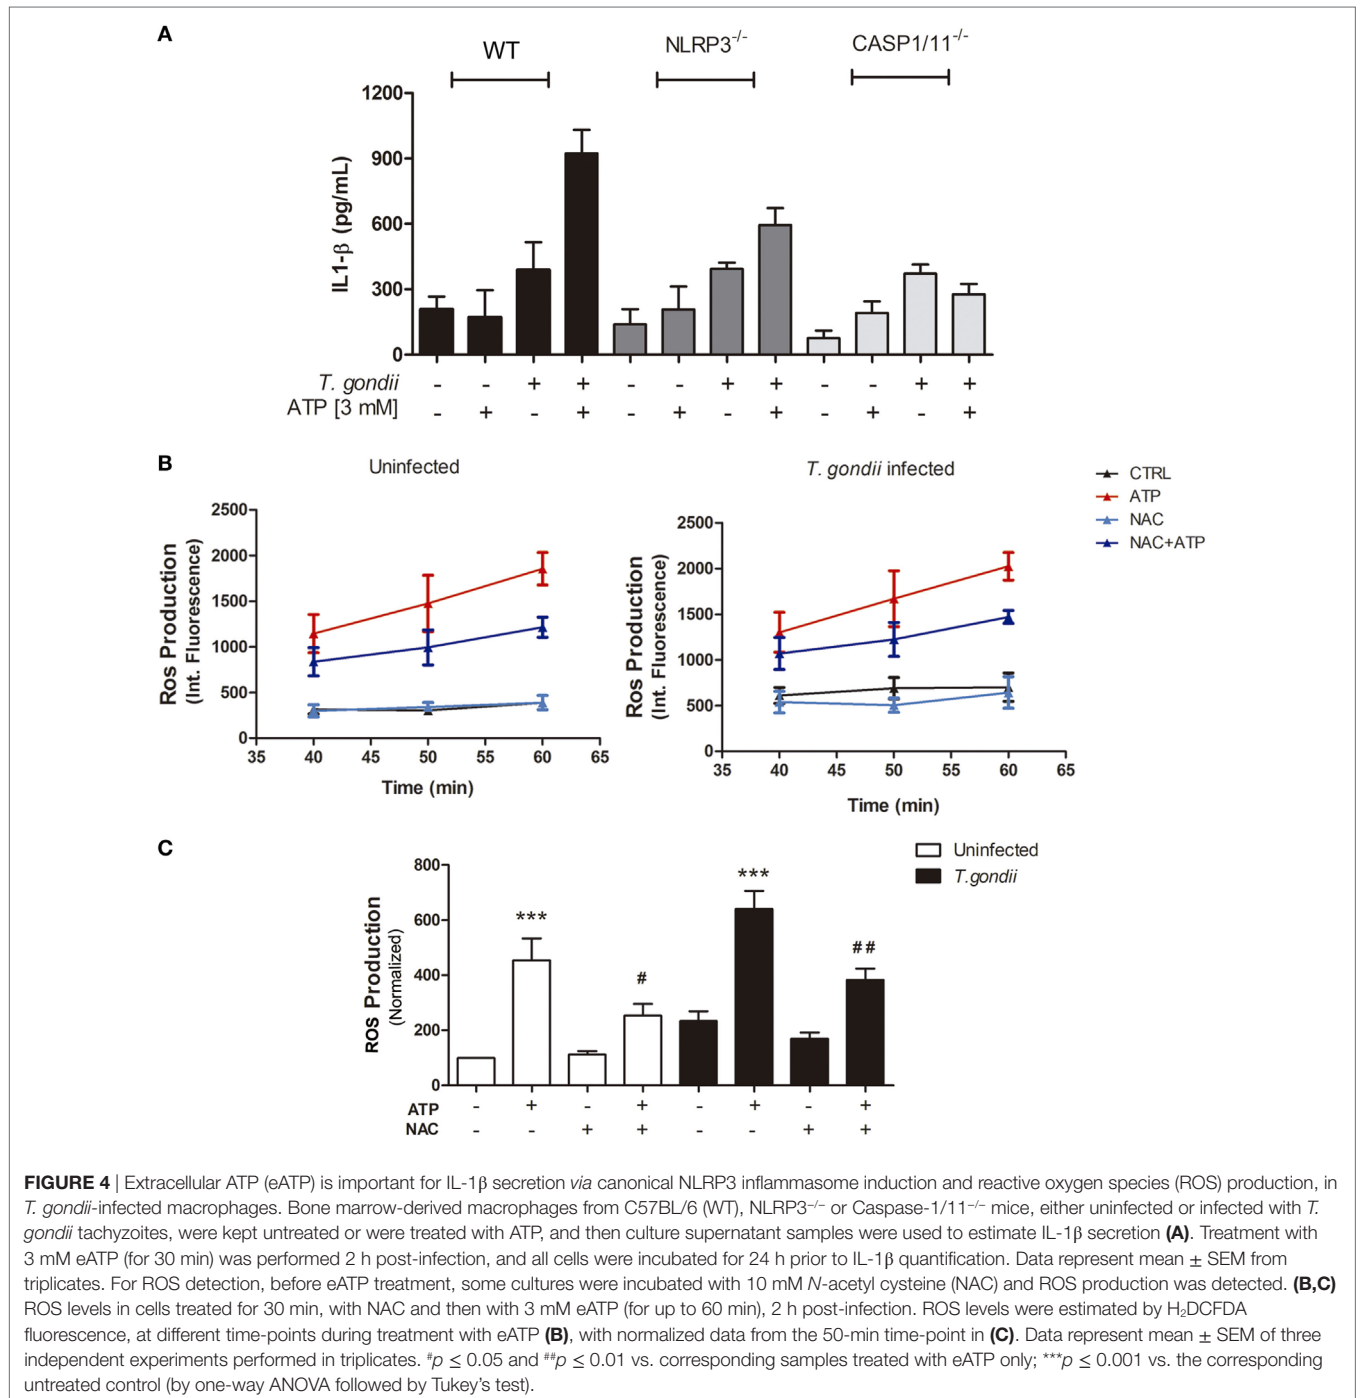 A
WT
NLRP3⁻/⁻
CASP1/11⁻/⁻
IL1-β (pg/mL)
1200
900
600
300
0
T. gondii - - + + - - + + - - + +
ATP [3 mM] - + - + - + - + - + - +
B
Uninfected
Ros Production
(Int. Fluorescence)
2500
2000
1500
1000
500
0
35 40 45 50 55 60 65
Time (min)
T. gondii infected
Ros Production
(Int. Fluorescence)
2500
2000
1500
1000
500
0
35 40 45 50 55 60 65
Time (min)
CTRL
ATP
NAC
NAC+ATP
C
ROS Production
(Normalized)
800
600
400
200
0
***
#
***
##
Uninfected
T.gondii
ATP - + - + - + - +
NAC - - + + - - + +
FIGURE 4 | Extracellular ATP (eATP) is important for IL-1β secretion via canonical NLRP3 inflammasome induction and reactive oxygen species (ROS) production, in
T. gondii-infected macrophages. Bone marrow-derived macrophages from C57BL/6 (WT), NLRP3⁻/⁻ or Caspase-1/11⁻/⁻ mice, either uninfected or infected with T.
gondii tachyzoites, were kept untreated or were treated with ATP, and then culture supernatant samples were used to estimate IL-1β secretion (A). Treatment with
3 mM eATP (for 30 min) was performed 2 h post-infection, and all cells were incubated for 24 h prior to IL-1β quantification. Data represent mean ± SEM from
triplicates. For ROS detection, before eATP treatment, some cultures were incubated with 10 mM N-acetyl cysteine (NAC) and ROS production was detected. (B,C)
ROS levels in cells treated for 30 min, with NAC and then with 3 mM eATP (for up to 60 min), 2 h post-infection. ROS levels were estimated by H₂DCFDA
fluorescence, at different time-points during treatment with eATP (B), with normalized data from the 50-min time-point in (C). Data represent mean ± SEM of three
independent experiments performed in triplicates. #p ≤ 0.05 and ##p ≤ 0.01 vs. corresponding samples treated with eATP only; ***p ≤ 0.001 vs. the corresponding
untreated control (by one-way ANOVA followed by Tukey's test).